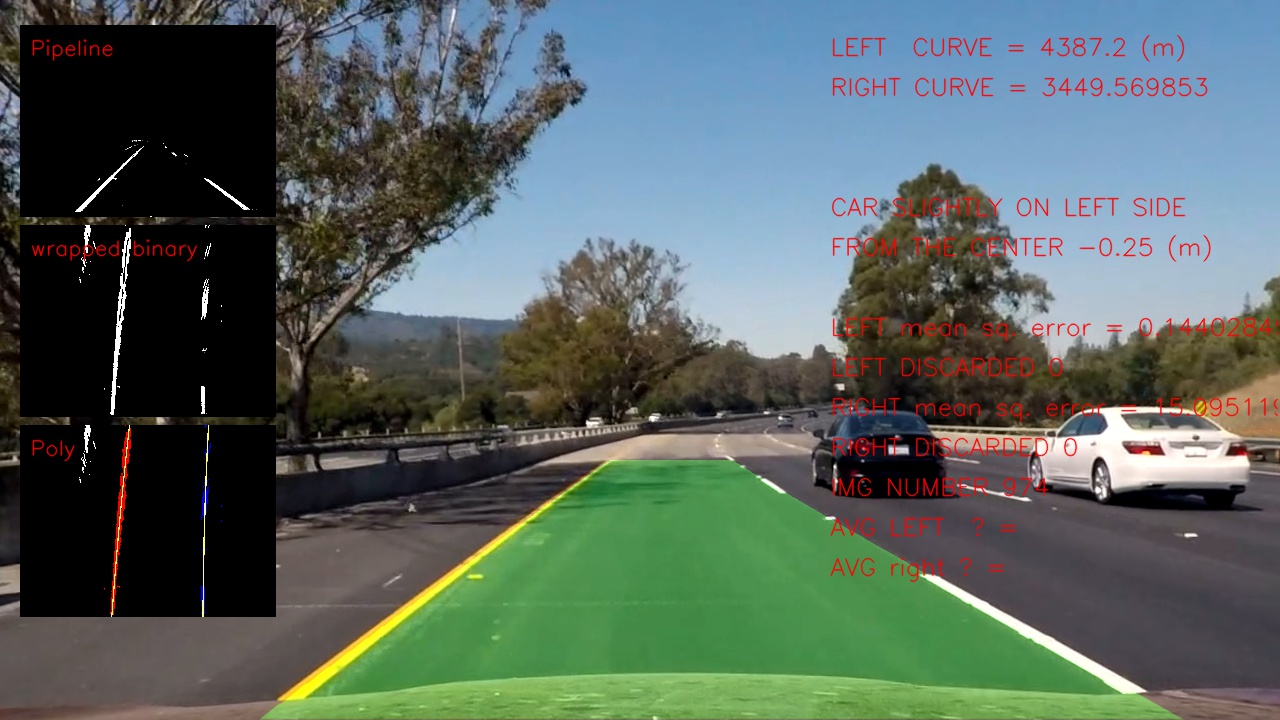 Pipeline
wrapped binary
Poly
LEFT CURVE = 4387.2 (m)
RIGHT CURVE = 3449.569853
CAR SLIGHTLY ON LEFT SIDE
FROM THE CENTER -0.25 (m)
LEFT mean sq. error = 0.1440284
LEFT DISCARDED 0
RIGHT mean sq. error = 15.095119
RIGHT DISCARDED 0
IMG NUMBER 974
AVG LEFT ? =
AVG right ? =